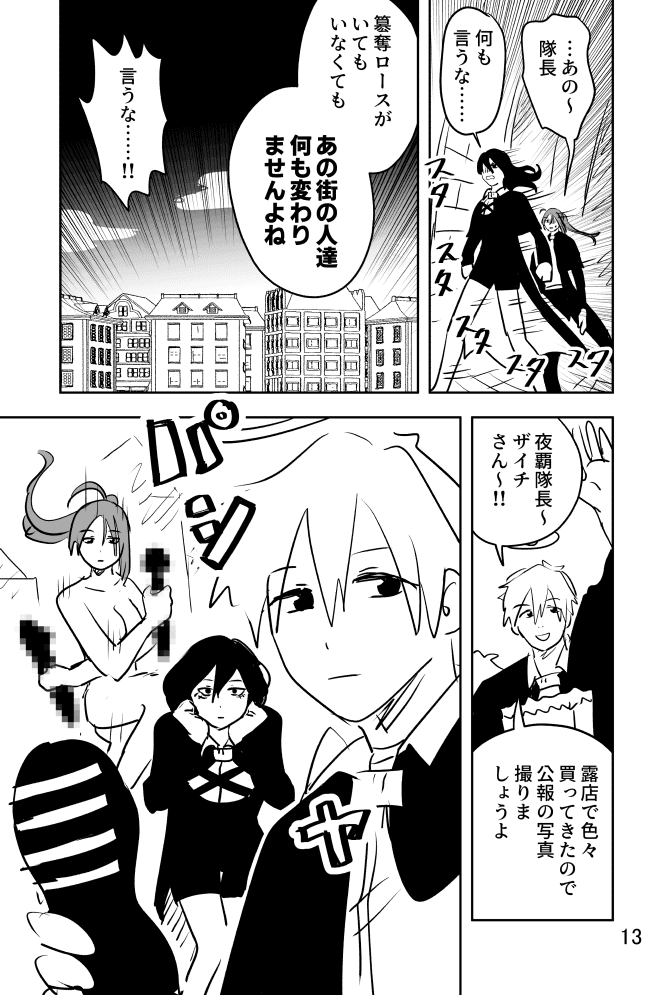 …あの～
隊長
何も
言うな……
スタ
スタ
スタ
スタ
スタ
簒奪ロースが
いても
いなくても
あの街の人達
何も変わり
ませんよね
言うな……!!
夜覇隊長～
ザイチ
さん～!!
露店で色々
買ってきたので
公報の写真
撮りま
しょうよ
パシャ
13